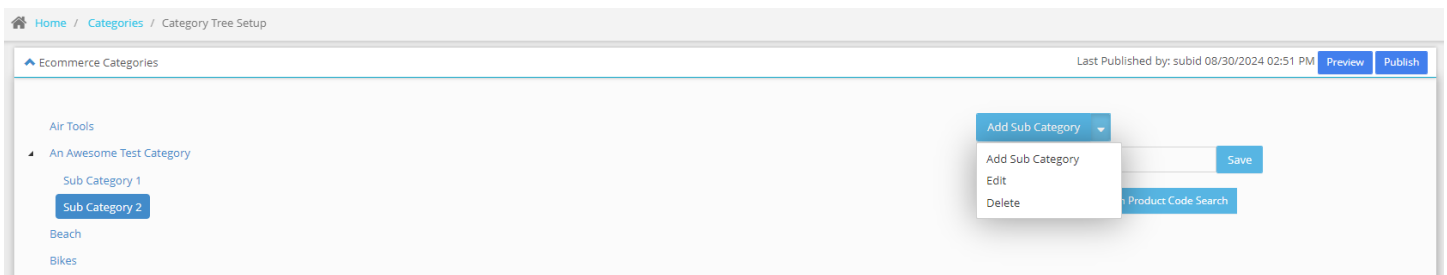 Home / Categories / Category Tree Setup
Ecommerce Categories
Last Published by: subid 08/30/2024 02:51 PM
Preview
Publish
Air Tools
Add Sub Category
An Awesome Test Category
Add Sub Category
Save
Sub Category 1
Edit
Sub Category 2
Delete
Product Code Search
Beach
Bikes